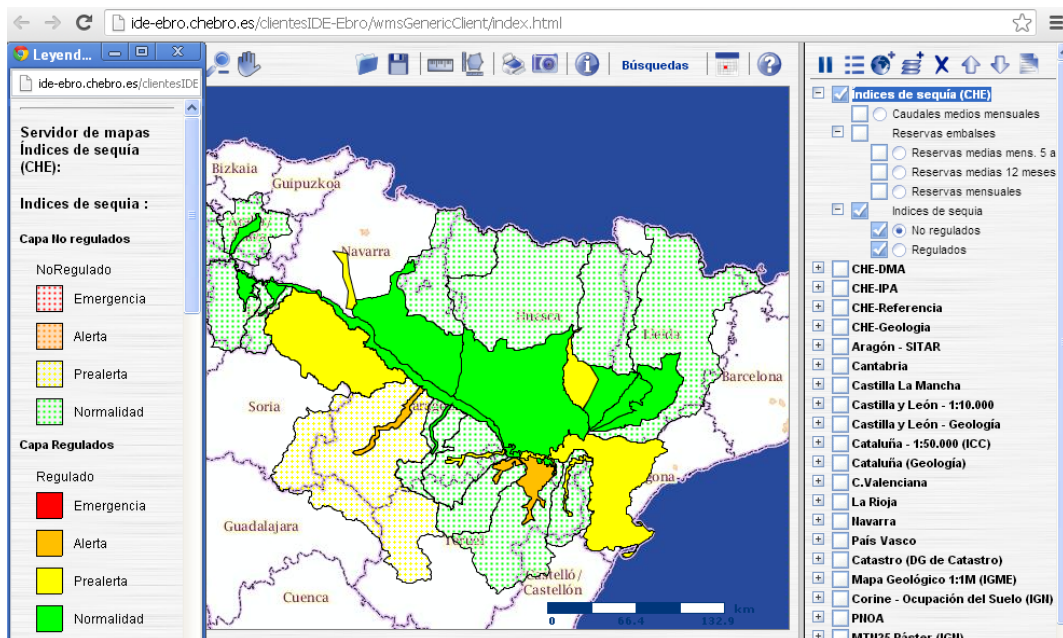 ide-ebro.chebro.es/clientesIDE-Ebro/wmsGenericClient/index.html
Leyend...
ide-ebro.chebro.es/clientesIDE
Servidor de mapas
Índices de sequía
(CHE):
Indices de sequia :
Capa No regulados
NoRegulado
Emergencia
Alerta
Prealerta
Normalidad
Capa Regulados
Regulado
Emergencia
Alerta
Prealerta
Normalidad
Búsquedas
Bizkaia
Guipuzkoa
Navarra
Huesca
Lleida
Barcelona
Soria
Guadalajara
Teruel
Cuenca
Castelló/
Castellón
km
0 66.4 132.9
Índices de sequía (CHE)
Caudales medios mensuales
Reservas embalses
Reservas medias mens. 5 a
Reservas medias 12 meses
Reservas mensuales
Indices de sequia
No regulados
Regulados
CHE-DMA
CHE-IPA
CHE-Referencia
CHE-Geologia
Aragón - SITAR
Cantabria
Castilla La Mancha
Castilla y León - 1:10.000
Castilla y León - Geología
Cataluña - 1:50.000 (ICC)
Cataluña (Geología)
C.Valenciana
La Rioja
Navarra
País Vasco
Catastro (DG de Catastro)
Mapa Geológico 1:1M (IGME)
Corine - Ocupación del Suelo (IGN)
PNOA
MTN25 Ráster (IGN)